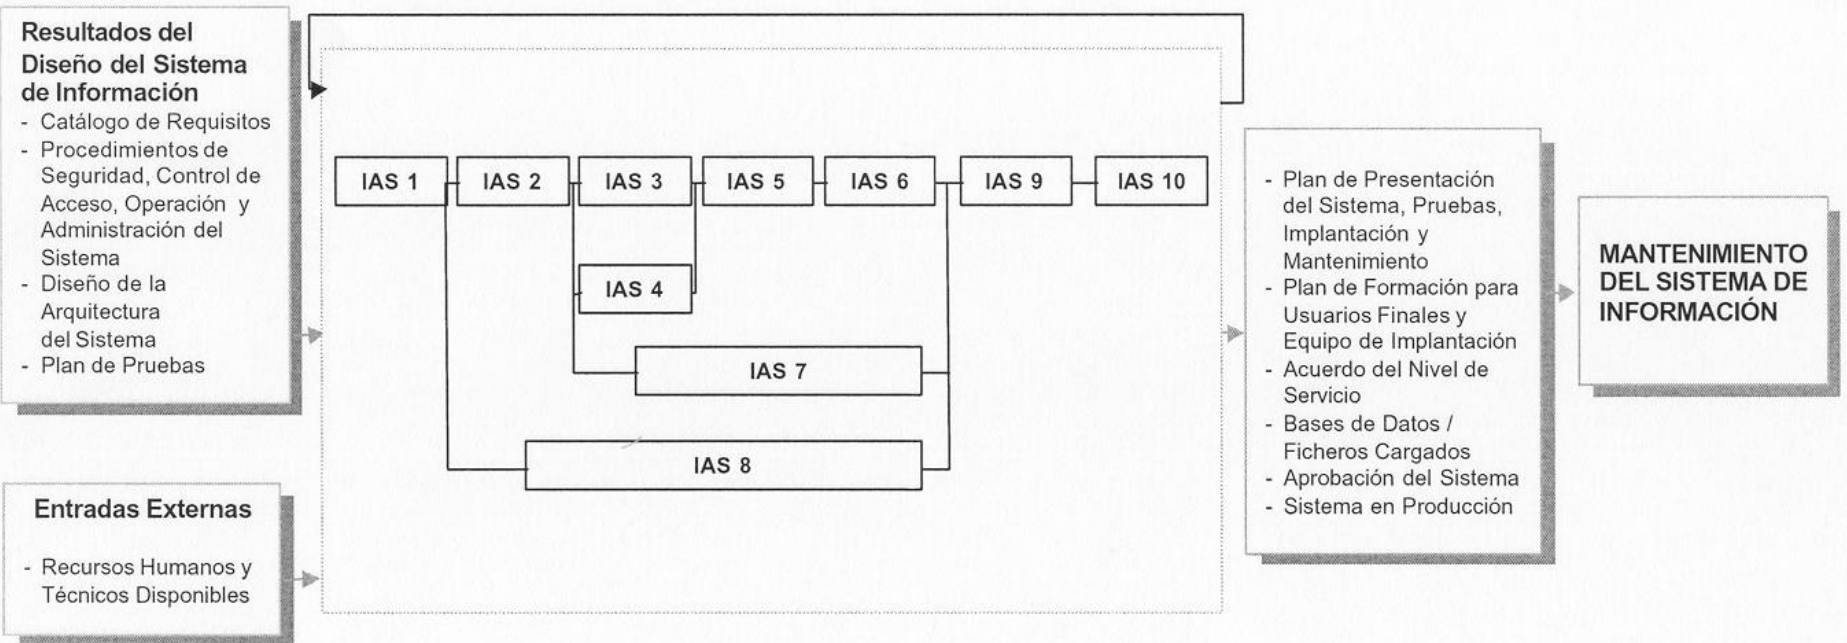 Resultados del
Diseño del Sistema
de Información
- Catálogo de Requisitos
- Procedimientos de
Seguridad, Control de
Acceso, Operación y
Administración del
Sistema
- Diseño de la
Arquitectura
del Sistema
- Plan de Pruebas
Entradas Externas
- Recursos Humanos y
Técnicos Disponibles
IAS 1
IAS 2
IAS 3
IAS 5
IAS 6
IAS 9
IAS 10
IAS 4
IAS 7
IAS 8
- Plan de Presentación
del Sistema, Pruebas,
Implantación y
Mantenimiento
- Plan de Formación para
Usuarios Finales y
Equipo de Implantación
- Acuerdo del Nivel de
Servicio
- Bases de Datos /
Ficheros Cargados
- Aprobación del Sistema
- Sistema en Producción
MANTENIMIENTO
DEL SISTEMA DE
INFORMACIÓN